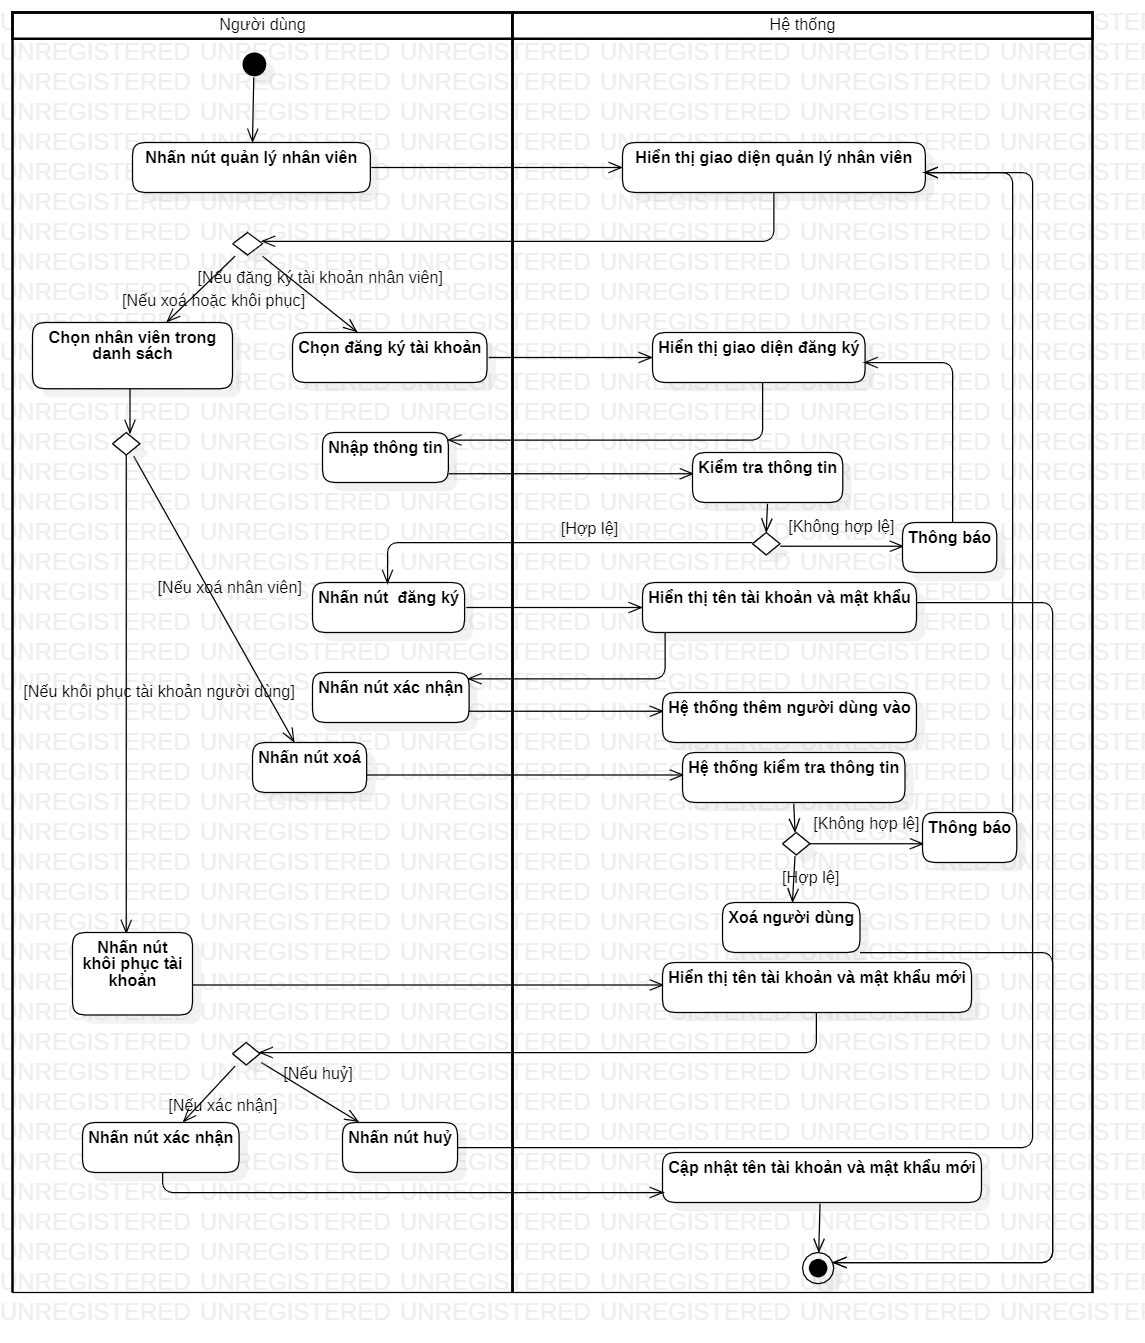 Người dùng
Hệ thống
Nhấn nút quản lý nhân viên
Hiển thị giao diện quản lý nhân viên
[Nếu đăng ký tài khoản nhân viên]
[Nếu xoá hoặc khôi phục]
Chọn nhân viên trong
danh sách
Chọn đăng ký tài khoản
Hiển thị giao diện đăng ký
Nhập thông tin
Kiểm tra thông tin
[Hợp lệ]
[Không hợp lệ]
Thông báo
[Nếu xoá nhân viên]
Nhấn nút  đăng ký
Hiển thị tên tài khoản và mật khẩu
[Nếu khôi phục tài khoản người dùng]
Nhấn nút xác nhận
Hệ thống thêm người dùng vào
Nhấn nút xoá
Hệ thống kiểm tra thông tin
[Không hợp lệ]
Thông báo
[Hợp lệ]
Xoá người dùng
Nhấn nút
khôi phục tài
khoản
Hiển thị tên tài khoản và mật khẩu mới
[Nếu huỷ]
[Nếu xác nhận]
Nhấn nút xác nhận
Nhấn nút huỷ
Cập nhật tên tài khoản và mật khẩu mới
UNREGISTERED